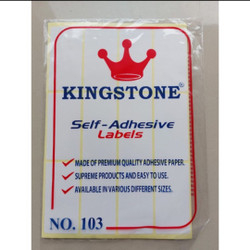 KINGSTONE®
Self-Adhesive
Labels
MADE OF PREMIUM QUALITY ADHESIVE PAPER.
SUPREME PRODUCTS AND EASY TO USE.
AVAILABLE IN VARIOUS DIFFERENT SIZES.
NO. 103